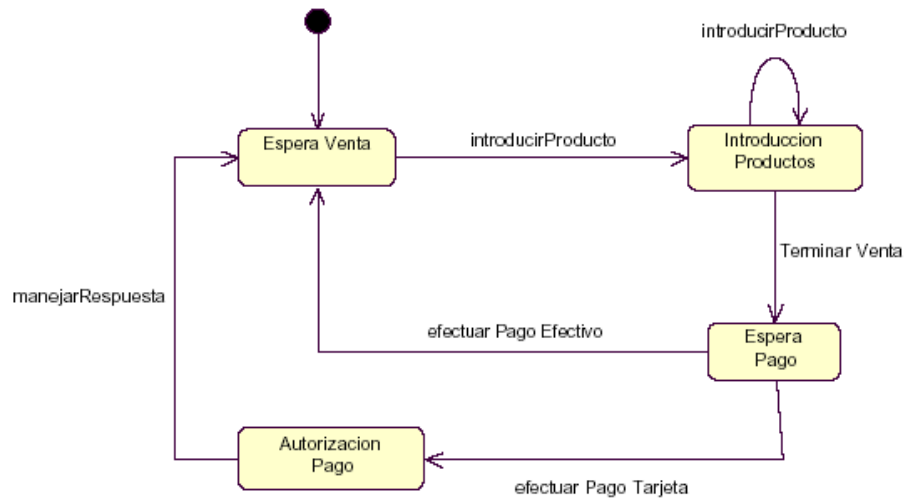 introducirProducto
Espera Venta
introducirProducto
Introduccion
Productos
Terminar Venta
manejarRespuesta
efectuar Pago Efectivo
Espera
Pago
Autorizacion
Pago
efectuar Pago Tarjeta